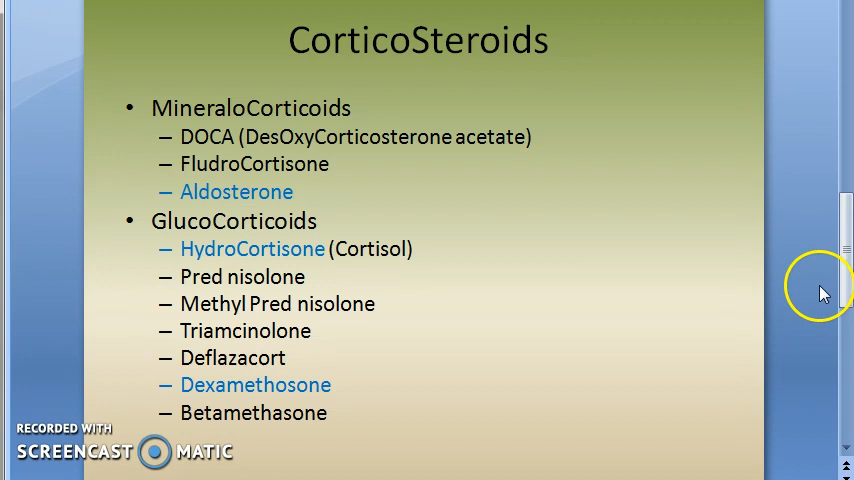 CorticoSteroids
• MineraloCorticoids
– DOCA (DesOxyCorticosterone acetate)
– FludroCortisone
– Aldosterone
• GlucoCorticoids
– HydroCortisone (Cortisol)
– Pred nisolone
– Methyl Pred nisolone
– Triamcinolone
– Deflazacort
– Dexamethosone
– Betamethasone
RECORDED WITH
SCREENCAST MATIC